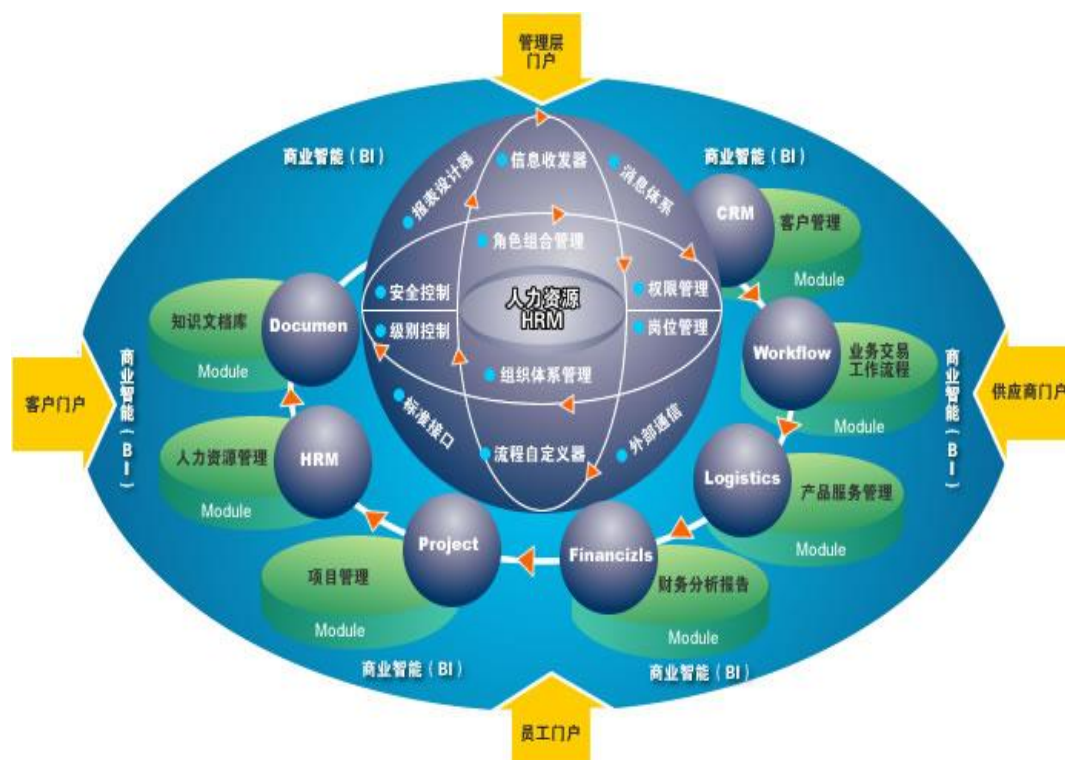 管理层
门户
商业智能（BI）
商业智能（BI）
报表设计器
信息收发器
消息体系
CRM
客户管理
Module
角色组合管理
安全控制
人力资源
HRM
权限管理
级别控制
岗位管理
知识文档库
Documen
Module
Workflow
业务交易
工作流程
Module
组织体系管理
客户门户
商业智能（BI）
商业智能（BI）
供应商门户
标准接口
流程自定义器
外部通信
人力资源管理
HRM
Module
Logistics
产品服务管理
Module
Project
项目管理
Module
Financizls
财务分析报告
Module
商业智能（BI）
商业智能（BI）
员工门户